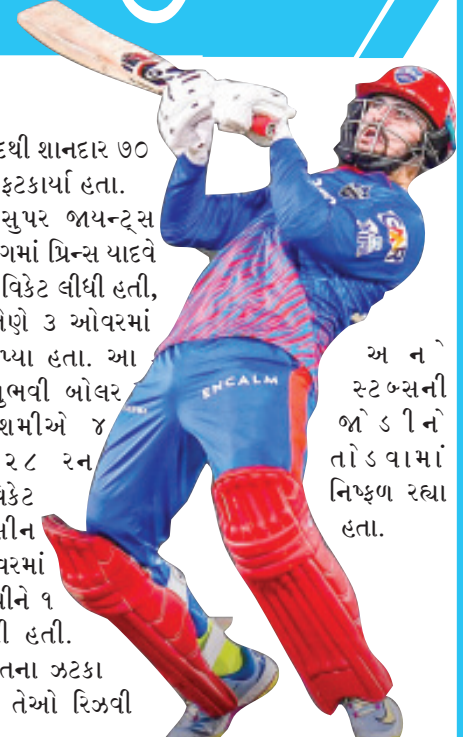 દથી શાનદાર ૭૦
ફટકાર્યા હતા.
સુપર જાયન્ટ્સ
ગમાં પ્રિન્સ યાદવે
વિકેટ લીધી હતી,
ણે ૩ ઓવરમાં
પ્યા હતા. આ
ભવી બોલર
શમીએ ૪
૨૮ રન
વિકેટ
સીન
વરમાં
ીને ૧
ી હતી.
તના ઝટકા
તેઓ રિઝવી
અને
સ્ટબ્સની
જોડીને
તોડવામાં
નિષ્ફળ રહ્યા
હતા.
ENCALM